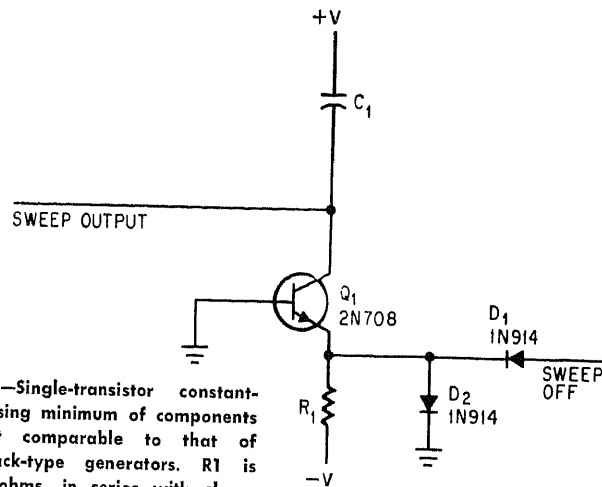 +V
C1
SWEEP OUTPUT
Q1
2N708
D1
1N914
SWEEP
OFF
D2
1N914
R1
-V
—Single-transistor constant-
sing minimum of components
comparable to that of
ck-type generators. R1 is
ohms, in series with